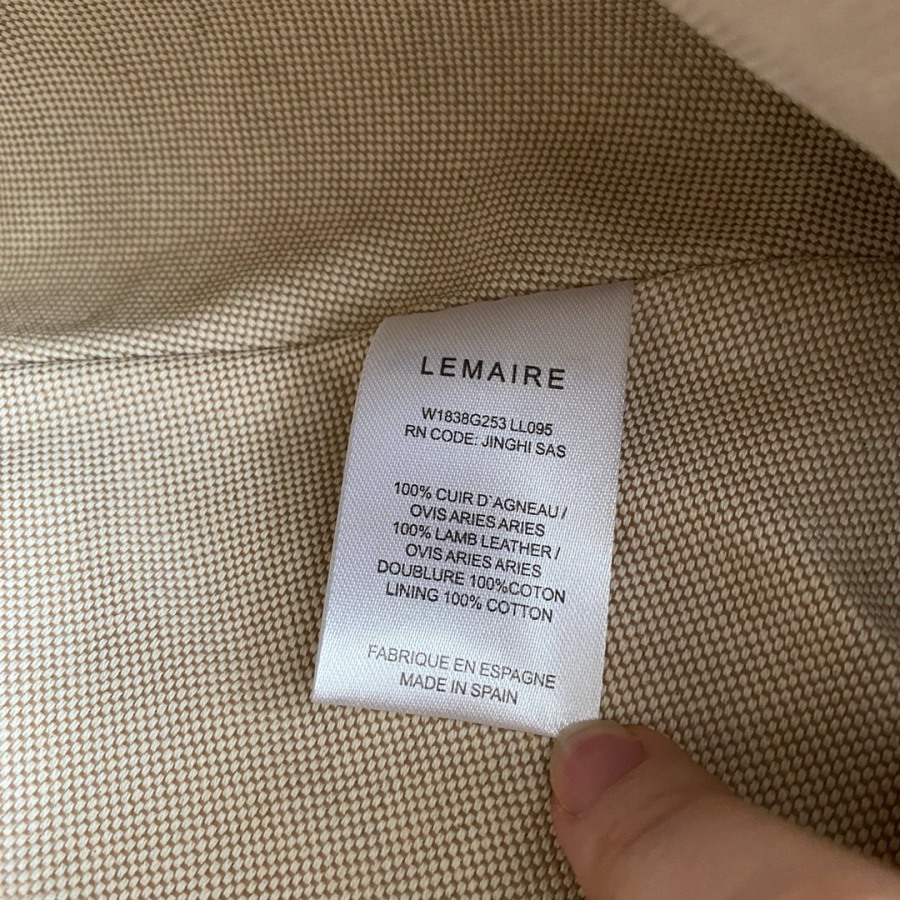 LEMAIRE
W1838G253 LL095
RN CODE: JINGHI SAS
100% CUIR D`AGNEAU /
OVIS ARIES ARIES
100% LAMB LEATHER /
OVIS ARIES ARIES
DOUBLURE 100%COTON
LINING 100% COTTON
FABRIQUE EN ESPAGNE
MADE IN SPAIN